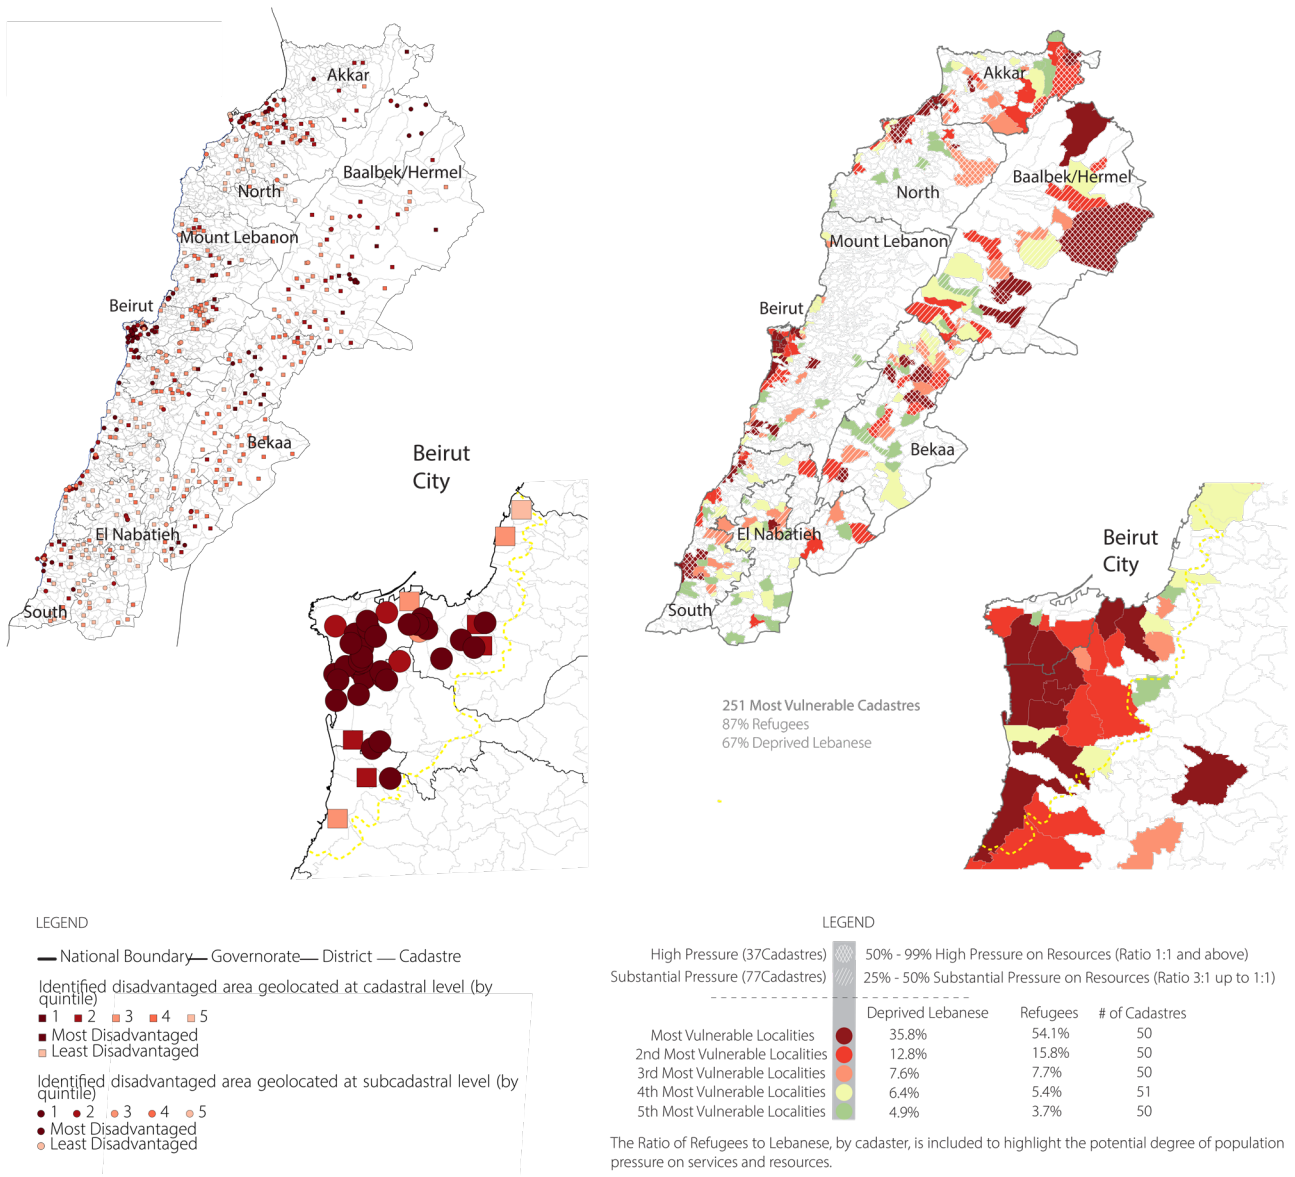 Akkar
Baalbek/Hermel
North
Mount Lebanon
Beirut
Bekaa
El Nabatieh
South
Beirut
City
Akkar
Baalbek/Hermel
North
Mount Lebanon
Beirut
Bekaa
El Nabatieh
South
Beirut
City
251 Most Vulnerable Cadastres
87% Refugees
67% Deprived Lebanese
LEGEND
National Boundary Governorate District Cadastre
Identified disadvantaged area geolocated at cadastral level (by
quintile)
1 2 3 4 5
Most Disadvantaged
Least Disadvantaged
Identified disadvantaged area geolocated at subcadastral level (by
quintile)
1 2 3 4 5
Most Disadvantaged
Least Disadvantaged
LEGEND
High Pressure (37Cadastres) 50% - 99% High Pressure on Resources (Ratio 1:1 and above)
Substantial Pressure (77Cadastres) 25% - 50% Substantial Pressure on Resources (Ratio 3:1 up to 1:1)
Deprived Lebanese Refugees # of Cadastres
Most Vulnerable Localities 35.8% 54.1% 50
2nd Most Vulnerable Localities 12.8% 15.8% 50
3rd Most Vulnerable Localities 7.6% 7.7% 50
4th Most Vulnerable Localities 6.4% 5.4% 51
5th Most Vulnerable Localities 4.9% 3.7% 50
The Ratio of Refugees to Lebanese, by cadaster, is included to highlight the potential degree of population
pressure on services and resources.